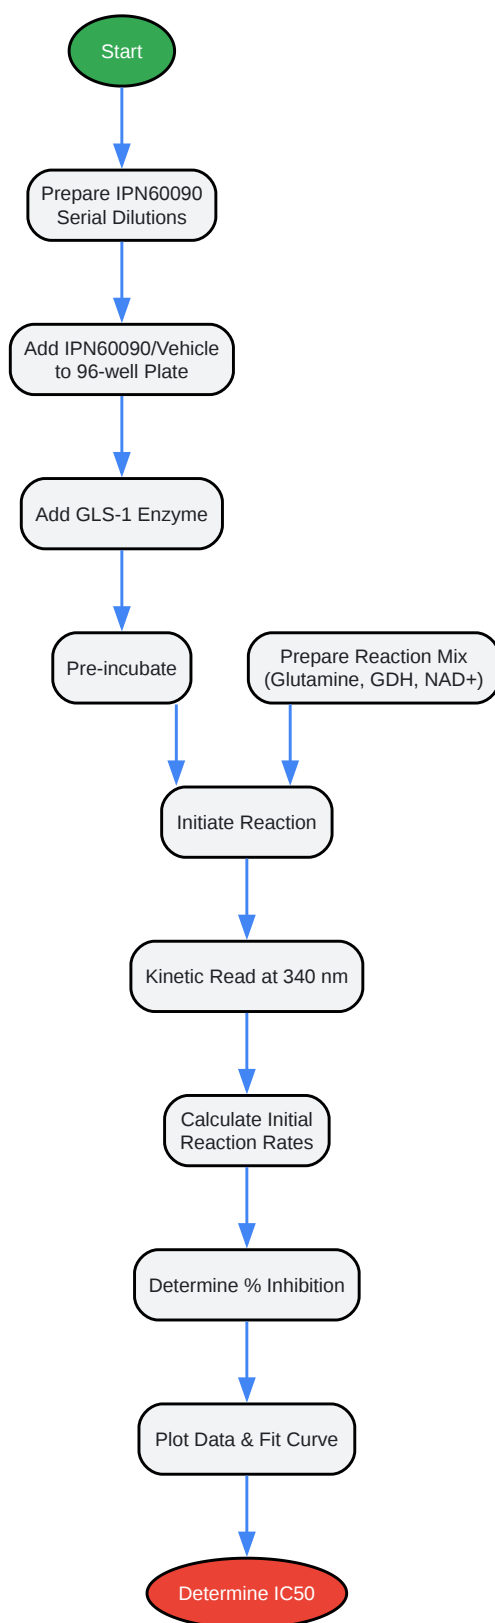 Start
Prepare IPN60090
Serial Dilutions
Add IPN60090/Vehicle
to 96-well Plate
Add GLS-1 Enzyme
Pre-incubate
Prepare Reaction Mix
(Glutamine, GDH, NAD+)
Initiate Reaction
Kinetic Read at 340 nm
Calculate Initial
Reaction Rates
Determine % Inhibition
Plot Data & Fit Curve
Determine IC50